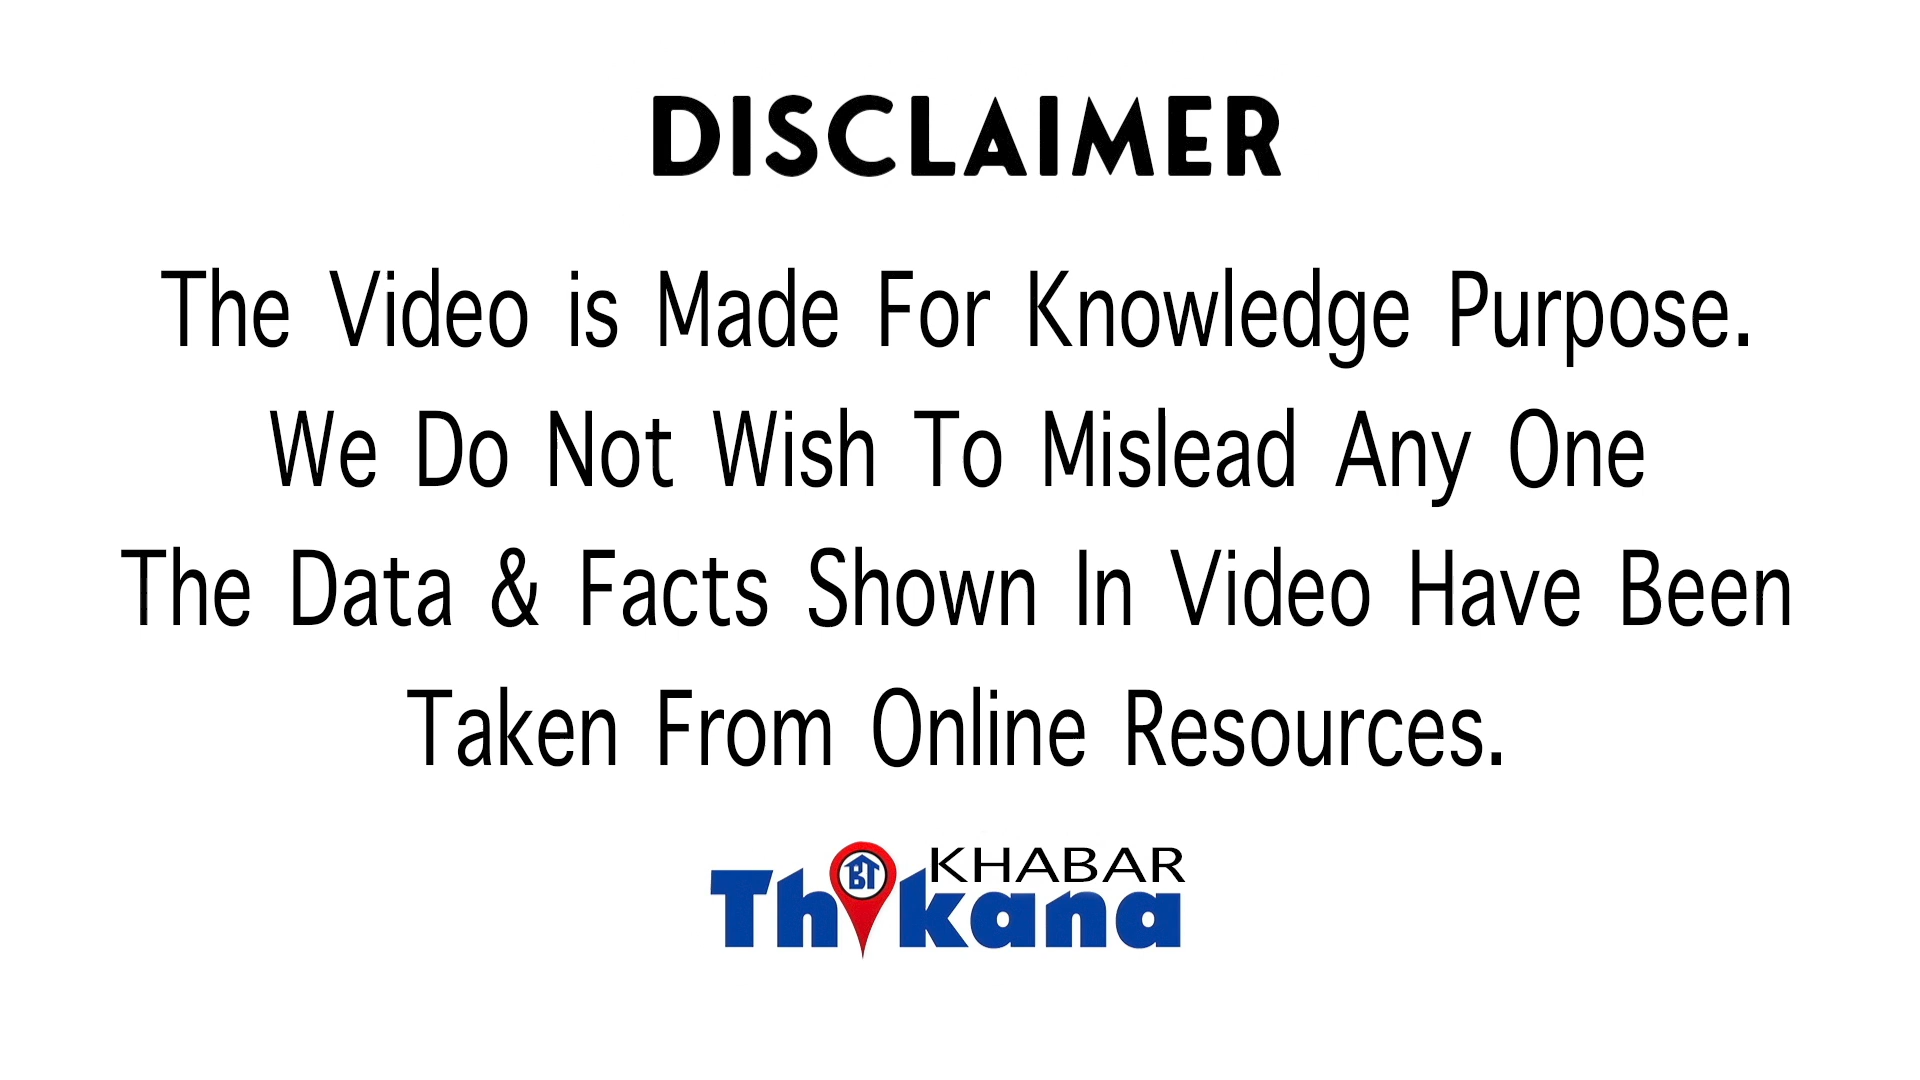 DISCLAIMER
The Video is Made For Knowledge Purpose.
We Do Not Wish To Mislead Any One
The Data & Facts Shown In Video Have Been
Taken From Online Resources.
KHABAR
BT
Thikana